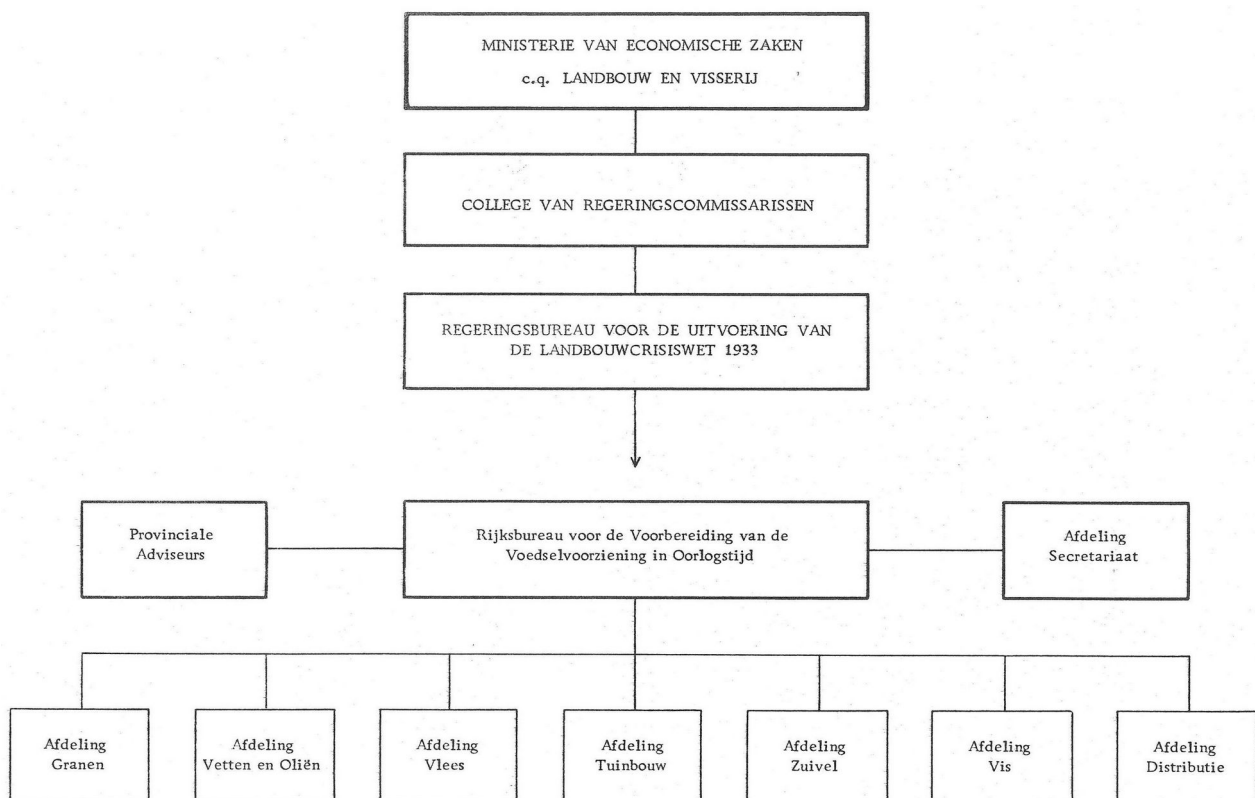 MINISTERIE VAN ECONOMISCHE ZAKEN
c.q. LANDBOUW EN VISSERIJ
COLLEGE VAN REGERINGSCOMMISSARISSEN
REGERINGSBUREAU VOOR DE UITVOERING VAN
DE LANDBOUWCRISISWET 1933
Provinciale
Adviseurs
Rijksbureau voor de Voorbereiding van de
Voedselvoorziening in Oorlogstijd
Afdeling
Secretariaat
Afdeling
Granen
Afdeling
Vetten en Oliën
Afdeling
Vlees
Afdeling
Tuinbouw
Afdeling
Zuivel
Afdeling
Vis
Afdeling
Distributie